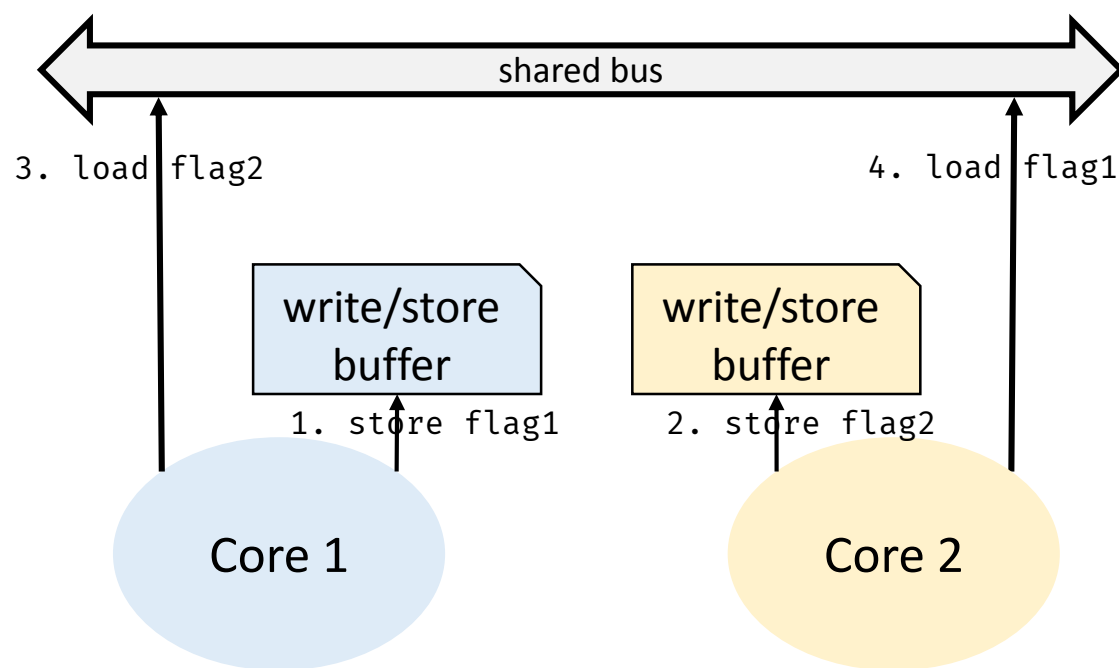 shared bus
3. load flag2
4. load flag1
write/store
buffer
write/store
buffer
1. store flag1
2. store flag2
Core 1
Core 2